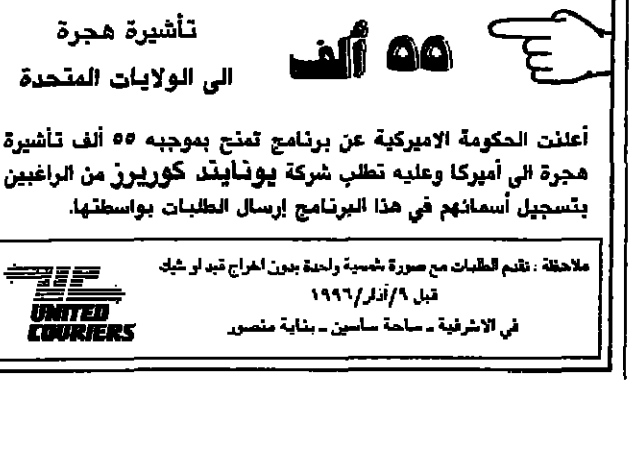 ٥٥ ألف
تأشيرة هجرة
الى الولايات المتحدة
أعلنت الحكومة الاميركية عن برنامج تمنح بموجبه ٥٥ ألف تأشيرة
هجرة الى أميركا وعليه تطلب شركة يونايتد كوريرز من الراغبين
بتسجيل أسمائهم في هذا البرنامج إرسال الطلبات بواسطتها.
ملاحظة : تقدم الطلبات مع صورة شمسية واحدة بدون اخراج قيد او شيك
قبل ٩/آذار/١٩٩٦
في الاشرفية - ساحة ساسين - بناية منصور
UNITED
COURIERS